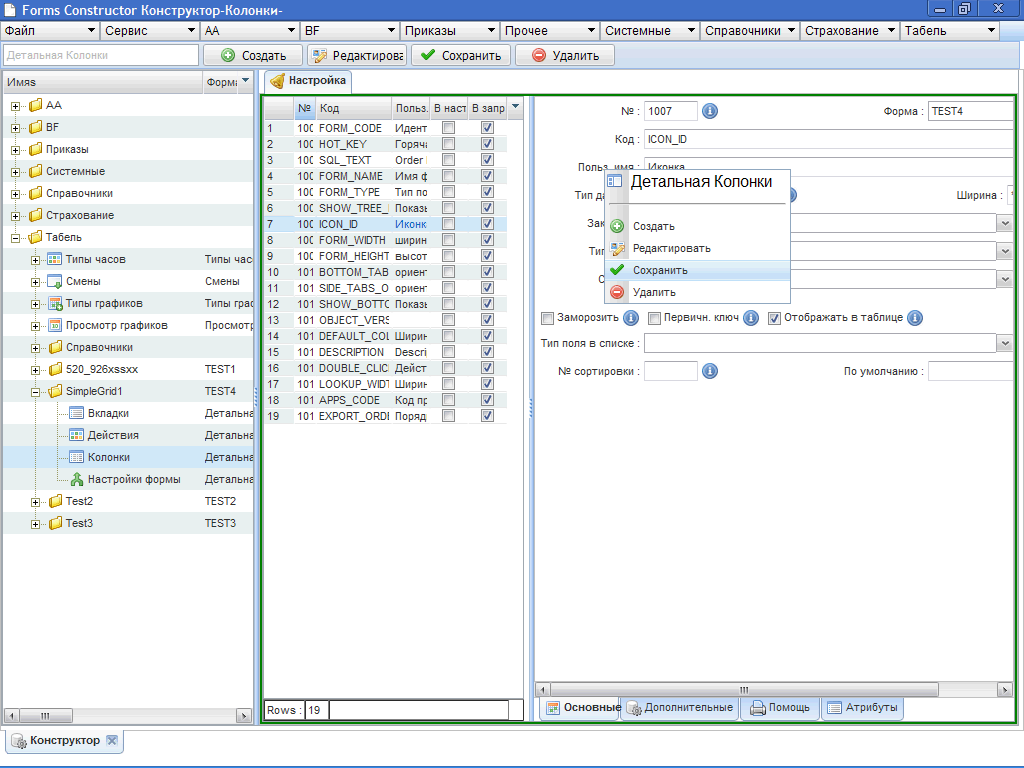 Forms Constructor Конструктор-Колонки-
Файл Сервис AA BF Приказы Прочее Системные Справочники Страхование Табель
Детальная Колонки Создать Редактирова Сохранить Удалить
Имяя Форма
AA
BF
Приказы
Системные
Справочники
Страхование
Табель
Типы часов Типы час
Смены Смены
Типы графиков Типы гра
Просмотр графиков Просмотр
Справочники
520_926xssxx TEST1
SimpleGrid1 TEST4
Вкладки Детальна
Действия Детальна
Колонки Детальна
Настройки формы Детальна
Test2 TEST2
Test3 TEST3
Настройка
№ Код Польз. В наст В запр
1 100 FORM_CODE Идент
2 100 HOT_KEY Горяча
3 100 SQL_TEXT Order
4 100 FORM_NAME Имя ф
5 100 FORM_TYPE Тип по
6 100 SHOW_TREE_ Показы
7 100 ICON_ID Иконк
8 100 FORM_WIDTH ширин
9 100 FORM_HEIGHT высот
10 101 BOTTOM_TAB ориент
11 101 SIDE_TABS_O ориент
12 101 SHOW_BOTTO Показы
13 101 OBJECT_VERS
14 101 DEFAULT_COL Ширин
15 101 DESCRIPTION Descri
16 101 DOUBLE_CLIC Дейст
17 101 LOOKUP_WIDT Ширин
18 101 APPS_CODE Код пр
19 101 EXPORT_ORDE Поряд
Rows : 19
№ : 1007 Форма : TEST4
Код : ICON_ID
Польз. имя : Иконка
Тип да Ширина :
Зак
Тип
С
Детальная Колонки
Создать
Редактировать
Сохранить
Удалить
Заморозить Первичн. ключ Отображать в таблице
Тип поля в списке :
№ сортировки : По умолчанию :
Основные Дополнительные Помощь Атрибуты
Конструктор